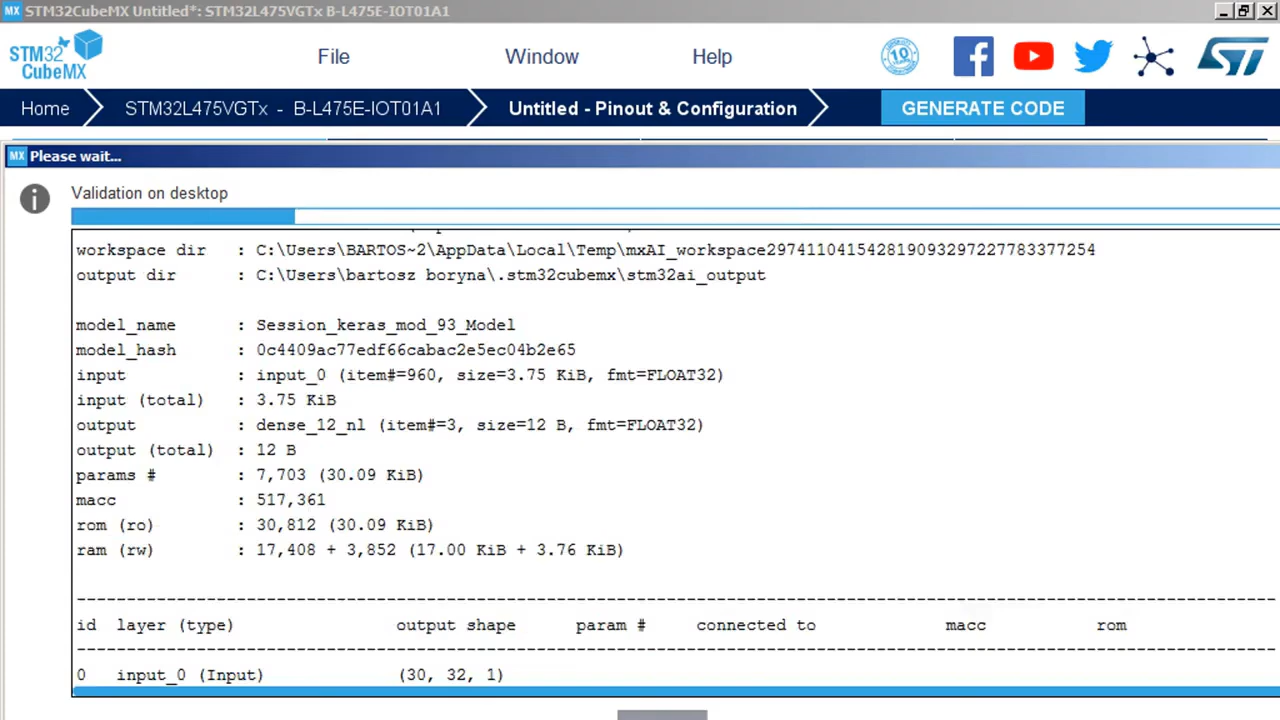 MX STM32CubeMX Untitled*: STM32L475VGTx B-L475E-IOT01A1
STM32
CubeMX
File Window Help
10
ST
Home STM32L475VGTx - B-L475E-IOT01A1 Untitled - Pinout & Configuration GENERATE CODE
MX Please wait...
Validation on desktop
workspace dir : C:\Users\BARTOS~2\AppData\Local\Temp\mxAI_workspace29741104154281909329722778337​7254
output dir : C:\Users\bartosz boryna\.stm32cubemx\stm32ai_output
model_name : Session_keras_mod_93_Model
model_hash : 0c4409ac77edf66cabac2e5ec04b2e65
input : input_0 (item#=960, size=3.75 KiB, fmt=FLOAT32)
input (total) : 3.75 KiB
output : dense_12_nl (item#=3, size=12 B, fmt=FLOAT32)
output (total) : 12 B
params # : 7,703 (30.09 KiB)
macc : 517,361
rom (ro) : 30,812 (30.09 KiB)
ram (rw) : 17,408 + 3,852 (17.00 KiB + 3.76 KiB)
id layer (type) output shape param # connected to macc rom
0 input_0 (Input) (30, 32, 1)